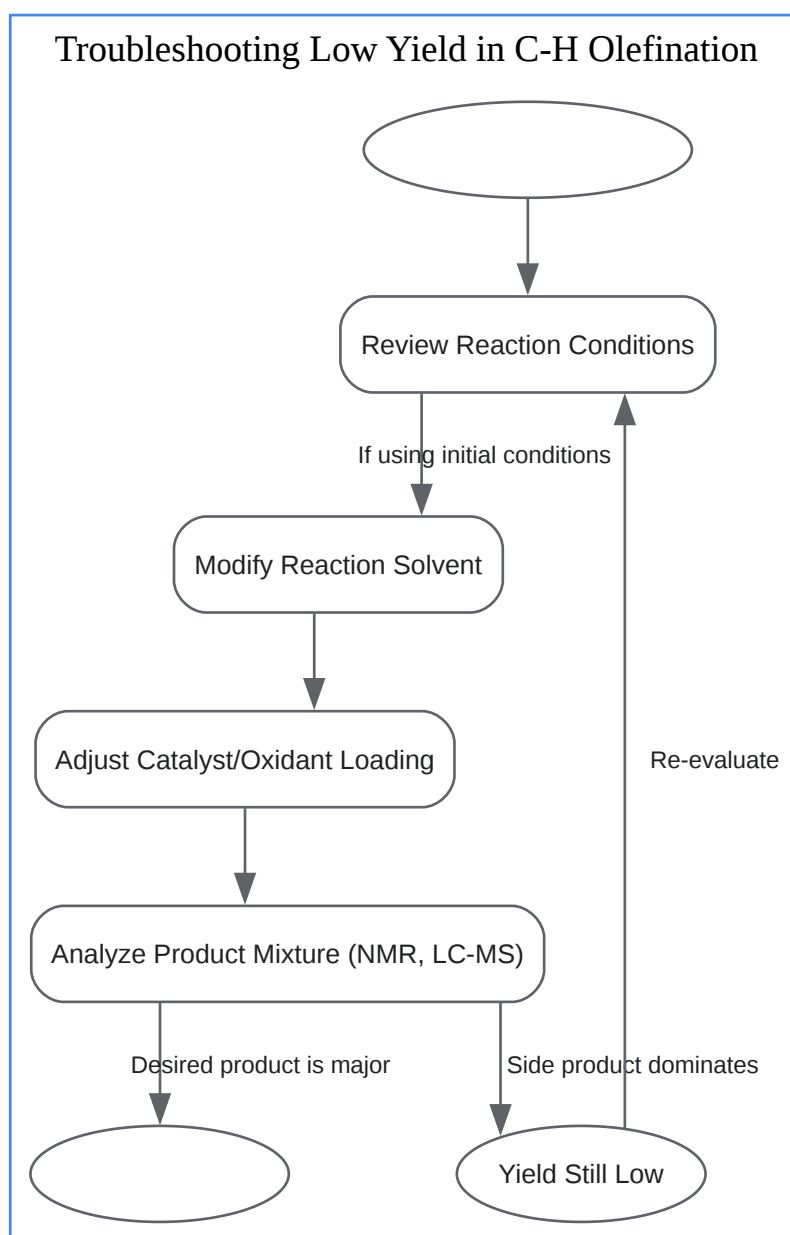 Troubleshooting Low Yield in C-H Olefination
Review Reaction Conditions
If using initial conditions
Modify Reaction Solvent
Adjust Catalyst/Oxidant Loading
Re-evaluate
Analyze Product Mixture (NMR, LC-MS)
Desired product is major
Side product dominates
Yield Still Low